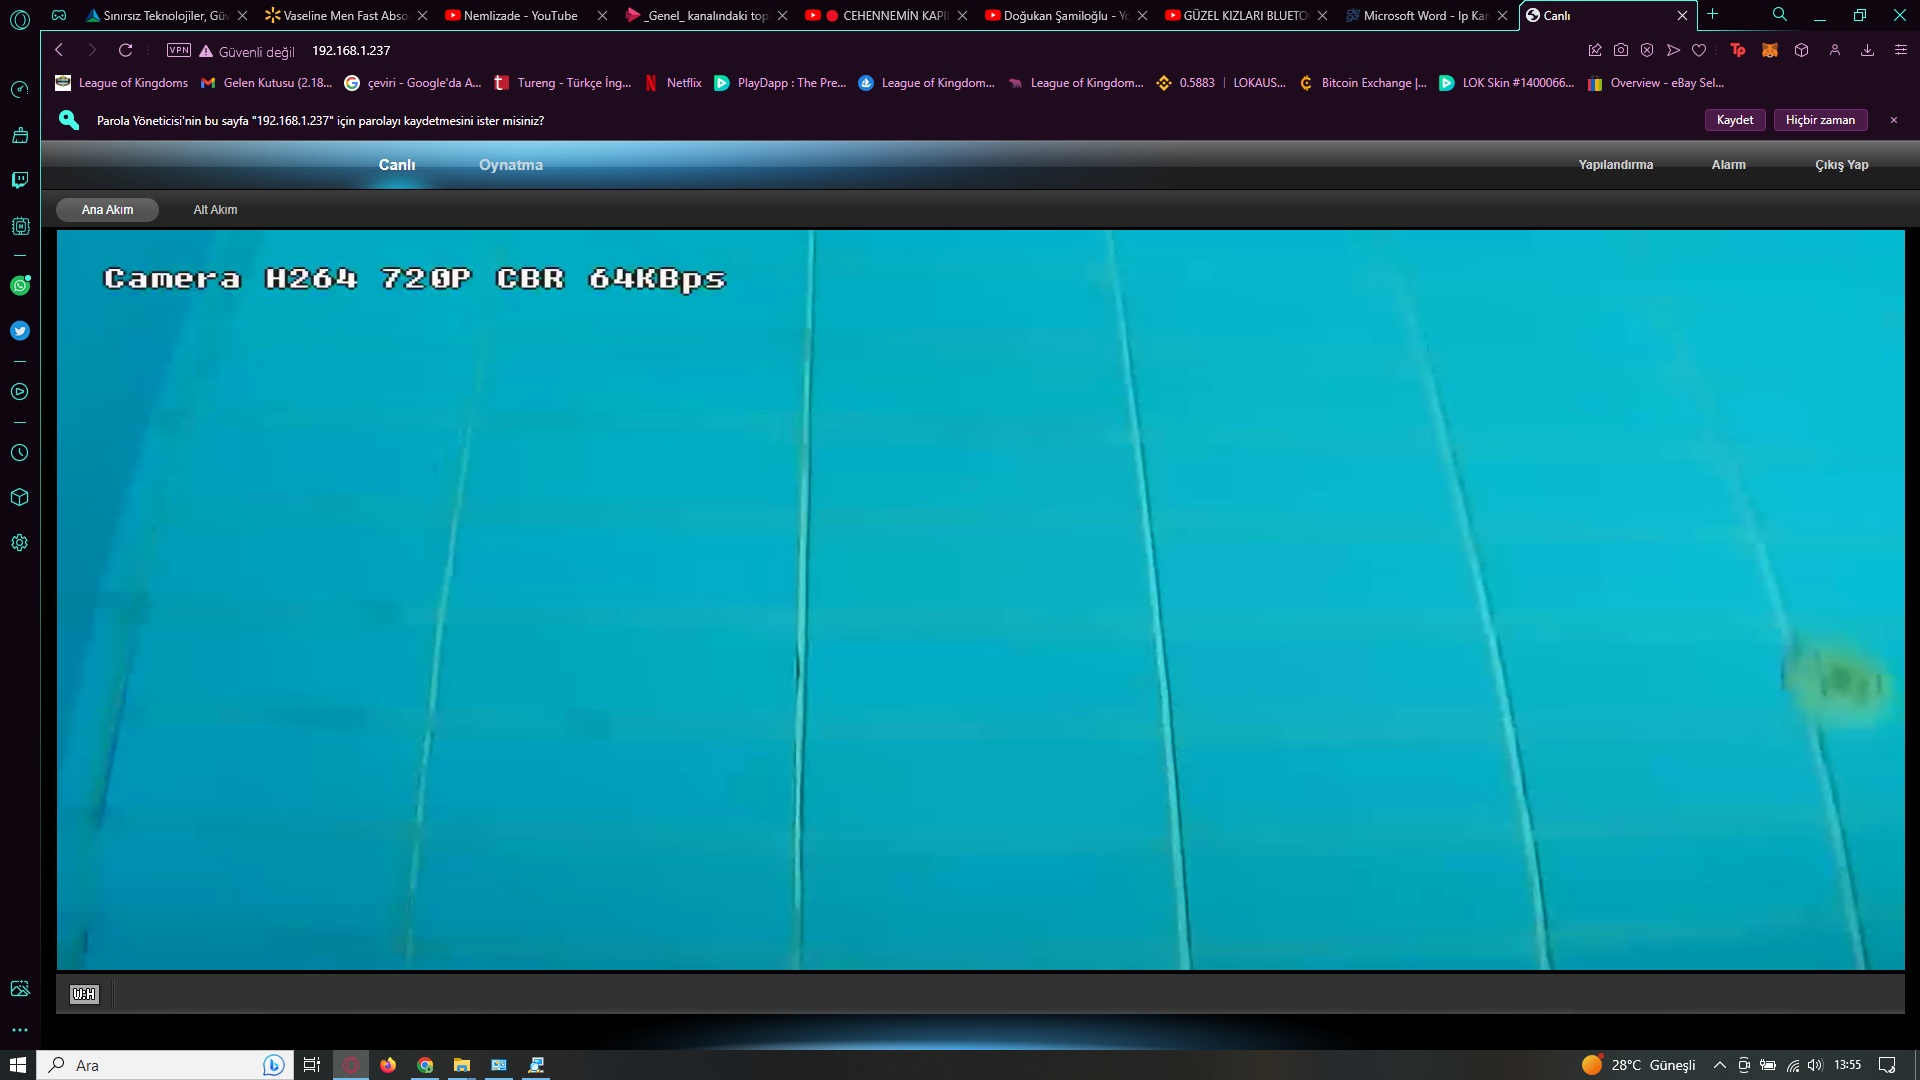 Sınırsız Teknolojiler, Güv
Vaseline Men Fast Abso
Nemlizade - YouTube
_Genel_ kanalındaki top
CEHENNEMİN KAPI
Doğukan Şamiloğlu - Yo
GÜZEL KIZLARI BLUETO
Microsoft Word - Ip Kam
Canlı
VPN
Güvenli değil
192.168.1.237
League of Kingdoms
Gelen Kutusu (2.18...
çeviri - Google'da A...
Tureng - Türkçe İng...
Netflix
PlayDapp : The Pre...
League of Kingdom...
League of Kingdom...
0.5883 | LOKAUS...
Bitcoin Exchange |...
LOK Skin #1400066...
Overview - eBay Sel...
Parola Yöneticisi'nin bu sayfa "192.168.1.237" için parolayı kaydetmesini ister misiniz?
Kaydet
Hiçbir zaman
Canlı
Oynatma
Yapılandırma
Alarm
Çıkış Yap
Ana Akım
Alt Akım
Camera H264 720P CBR 64KBps
W:H
Ara
28°C Güneşli
13:55